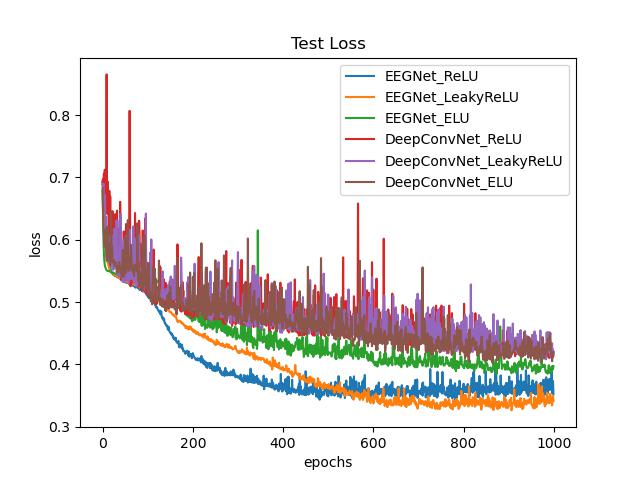 Test Loss
EEGNet_ReLU
EEGNet_LeakyReLU
EEGNet_ELU
DeepConvNet_ReLU
DeepConvNet_LeakyReLU
DeepConvNet_ELU
loss
0.8
0.7
0.6
0.5
0.4
0.3
0 200 400 600 800 1000
epochs